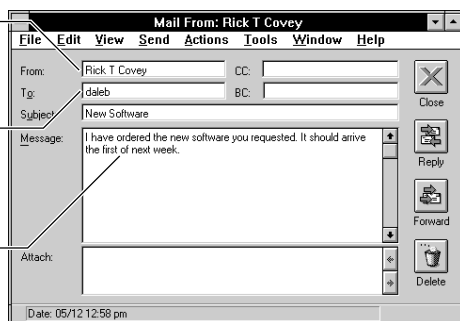 Mail From: Rick T Covey
File Edit View Send Actions Tools Window Help
From: Rick T Covey CC:
To: daleb BC:
Subject: New Software
Message: I have ordered the new software you requested. It should arrive
the first of next week.
Attach:
Close
Reply
Forward
Delete
Date: 05/12 12:58 pm